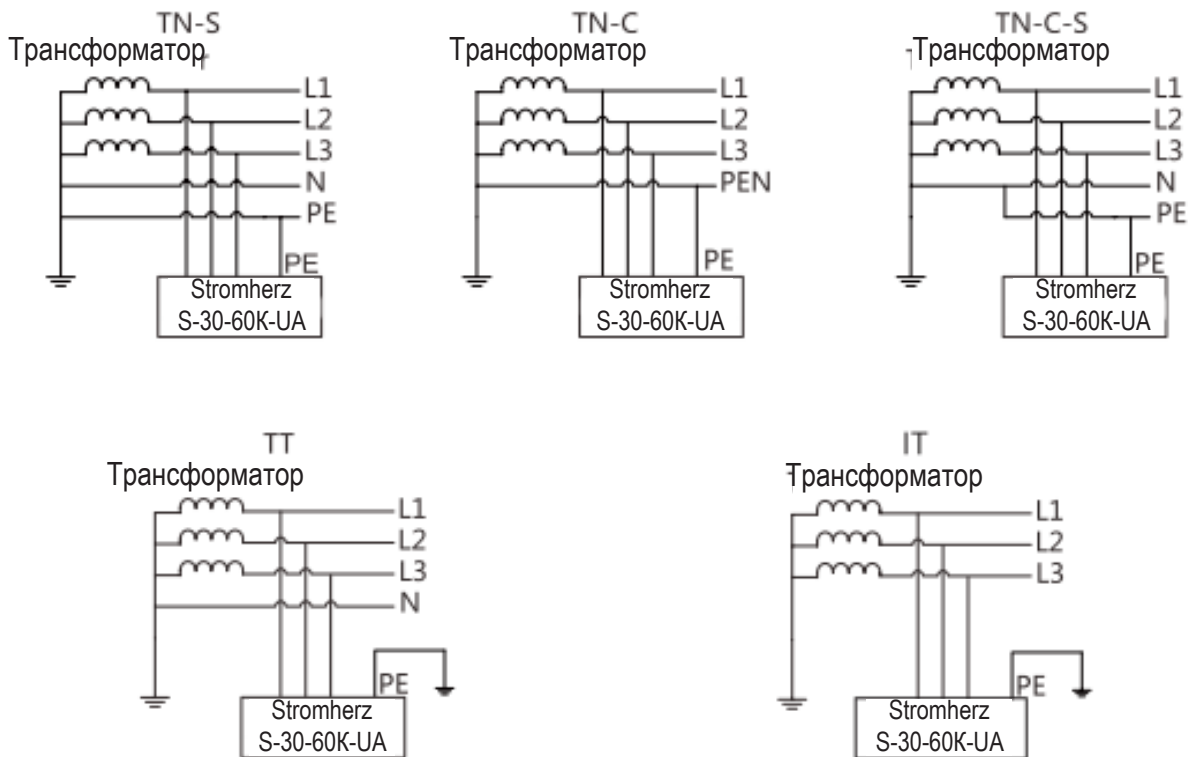 TN-S
Трансформатор
L1
L2
L3
N
PE
PE
Stromherz
S-30-60K-UA
TN-C
Трансформатор
L1
L2
L3
PEN
PE
Stromherz
S-30-60K-UA
TN-C-S
Трансформатор
L1
L2
L3
N
PE
PE
Stromherz
S-30-60K-UA
TT
Трансформатор
L1
L2
L3
N
PE
Stromherz
S-30-60K-UA
IT
Трансформатор
L1
L2
L3
PE
Stromherz
S-30-60K-UA